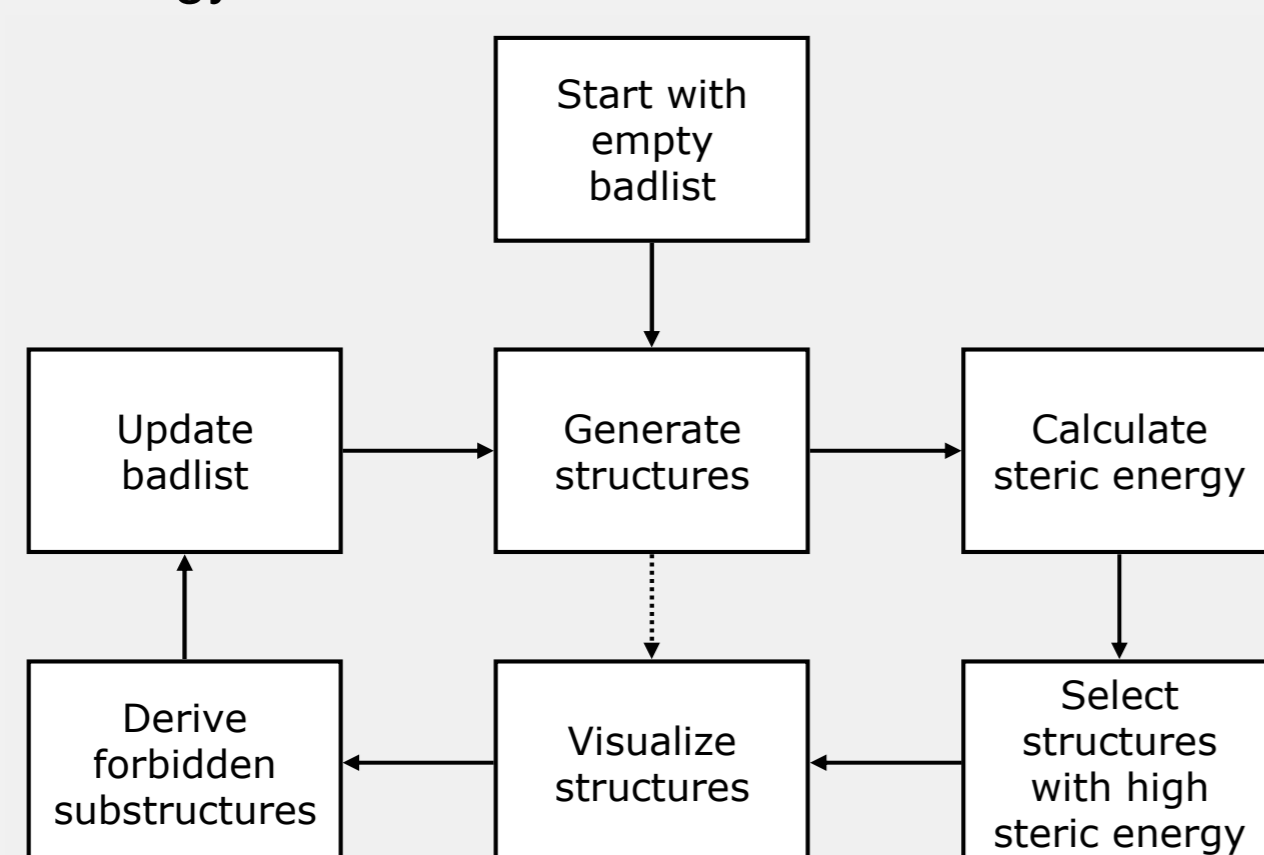 Start with
empty
badlist
Update
badlist
Generate
structures
Calculate
steric energy
Derive
forbidden
substructures
Visualize
structures
Select
structures
with high
steric energy